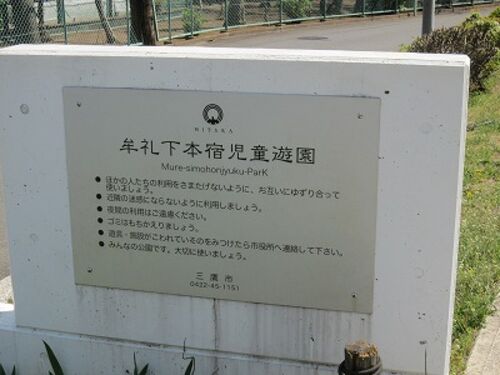 MITAKA
牟礼下本宿児童遊園
Mure-simohonjyuku-ParK
● ほかの人たちの利用をさまたげないように、お互いにゆずり合って
使いましょう。
● 近隣の迷惑にならないように利用しましょう。
● 夜間の利用はご遠慮ください。
● ゴミはもちかえりましょう。
● 遊具・施設がこわれているのをみつけたら市役所へ連絡して下さい。
● みんなの公園です。大切に使いましょう。
三鷹市
0422-45-1151